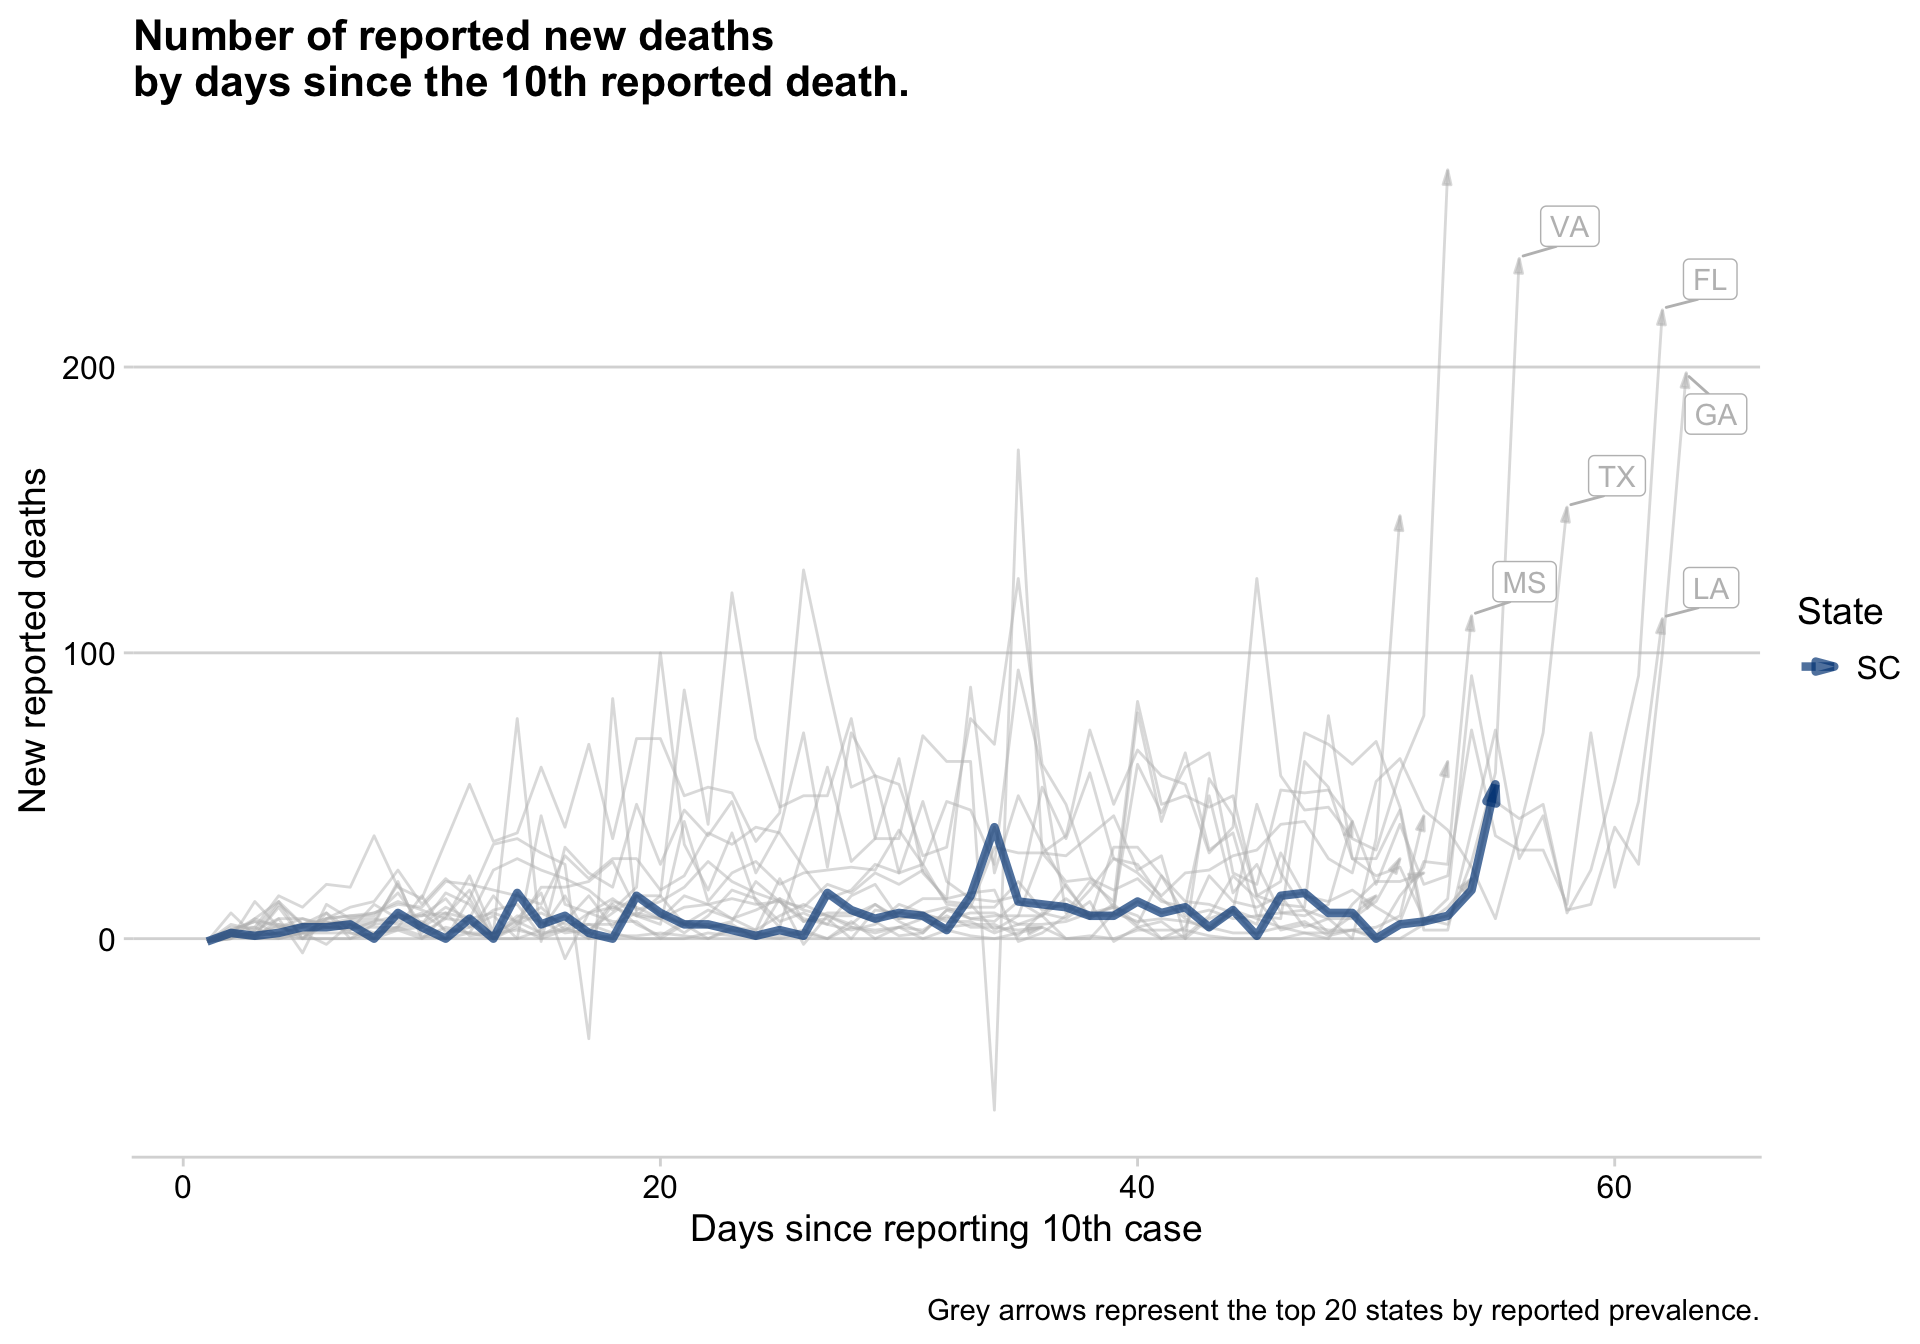 Number of reported new deaths
by days since the 10th reported death.
VA
FL
200
GA
TX
MS
LA
New reported deaths
State
100
SC
0
0
20
40
60
Days since reporting 10th case
Grey arrows represent the top 20 states by reported prevalence.